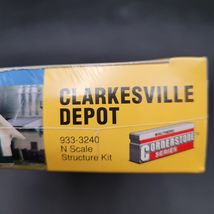 CLARKESVILLE
DEPOT
933-3240
N Scale
Structure Kit
CORNERSTONE
SERIES